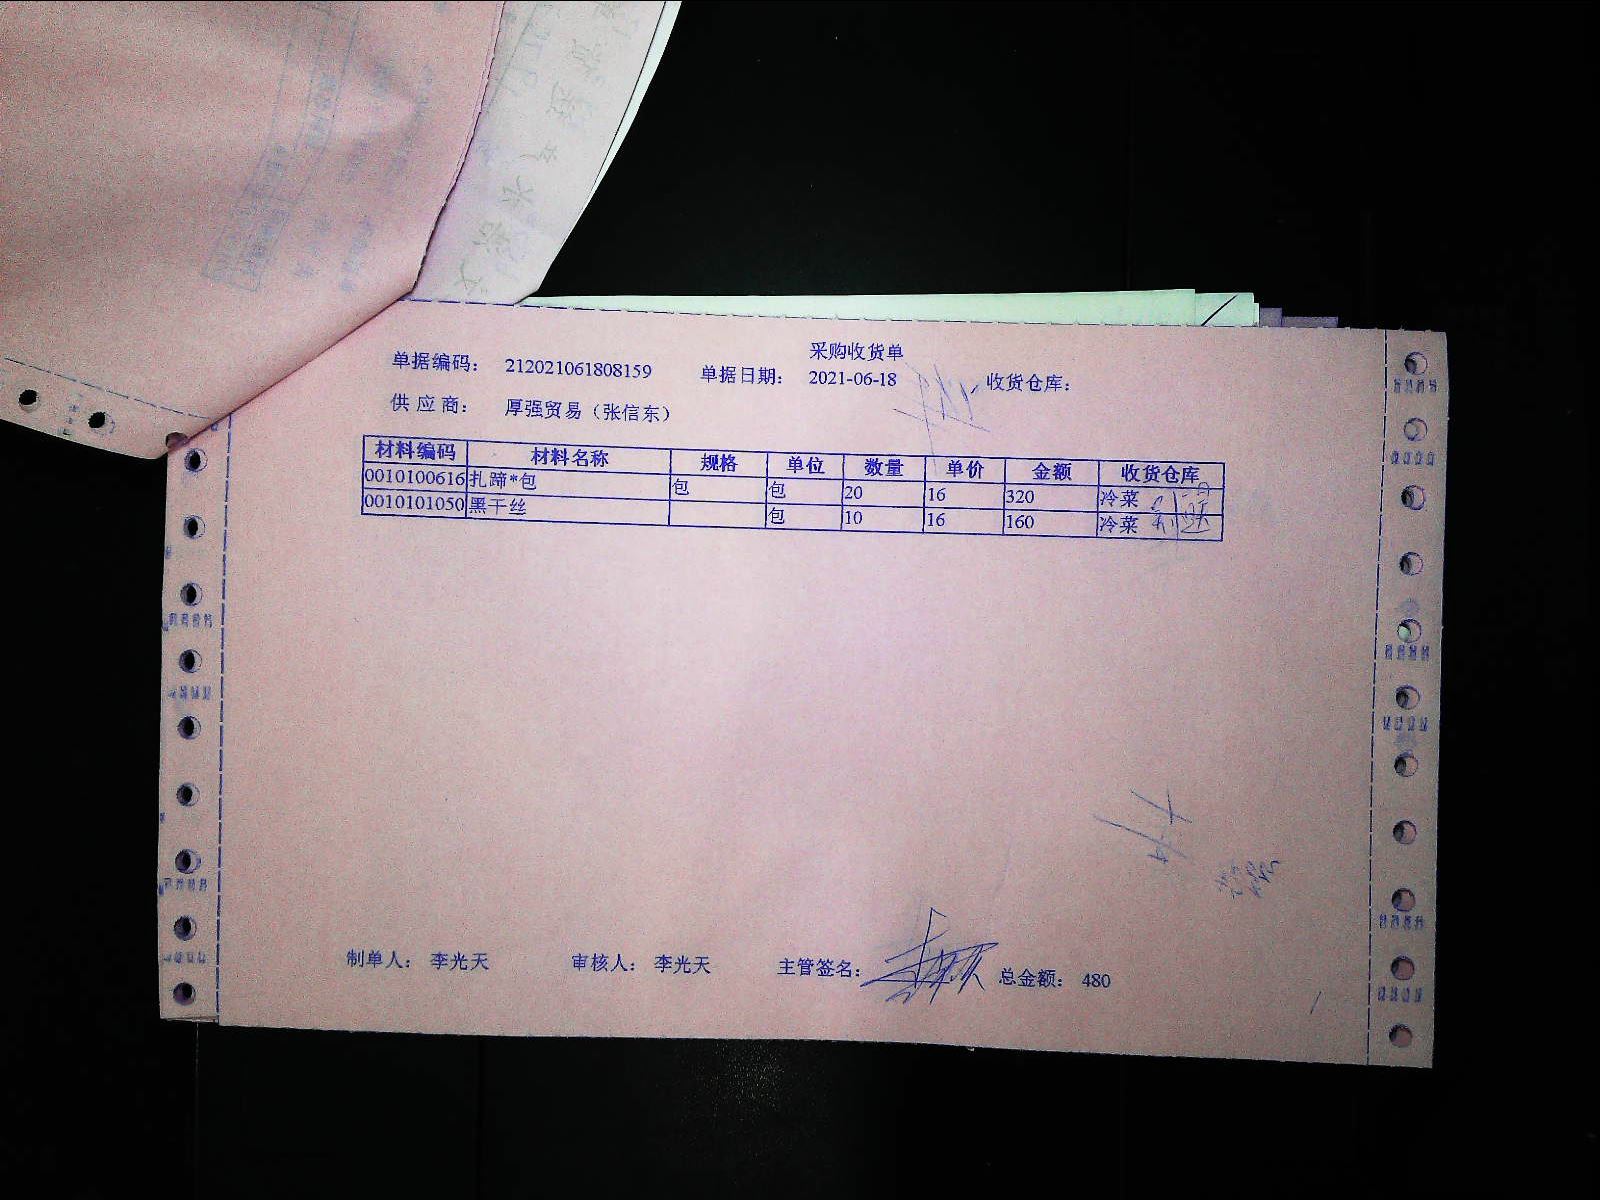 采购收货单
单据编码： 212021061808159 单据日期： 2021-06-18 收货仓库：
供 应 商： 厚强贸易（张信东）
材料编码 材料名称 规格 单位 数量 单价 金额 收货仓库
0010100616 扎蹄*包 包 包 20 16 320 冷菜
0010101050 黑干丝 包 10 16 160 冷菜
制单人： 李光天 审核人： 李光天 主管签名： 总金额： 480